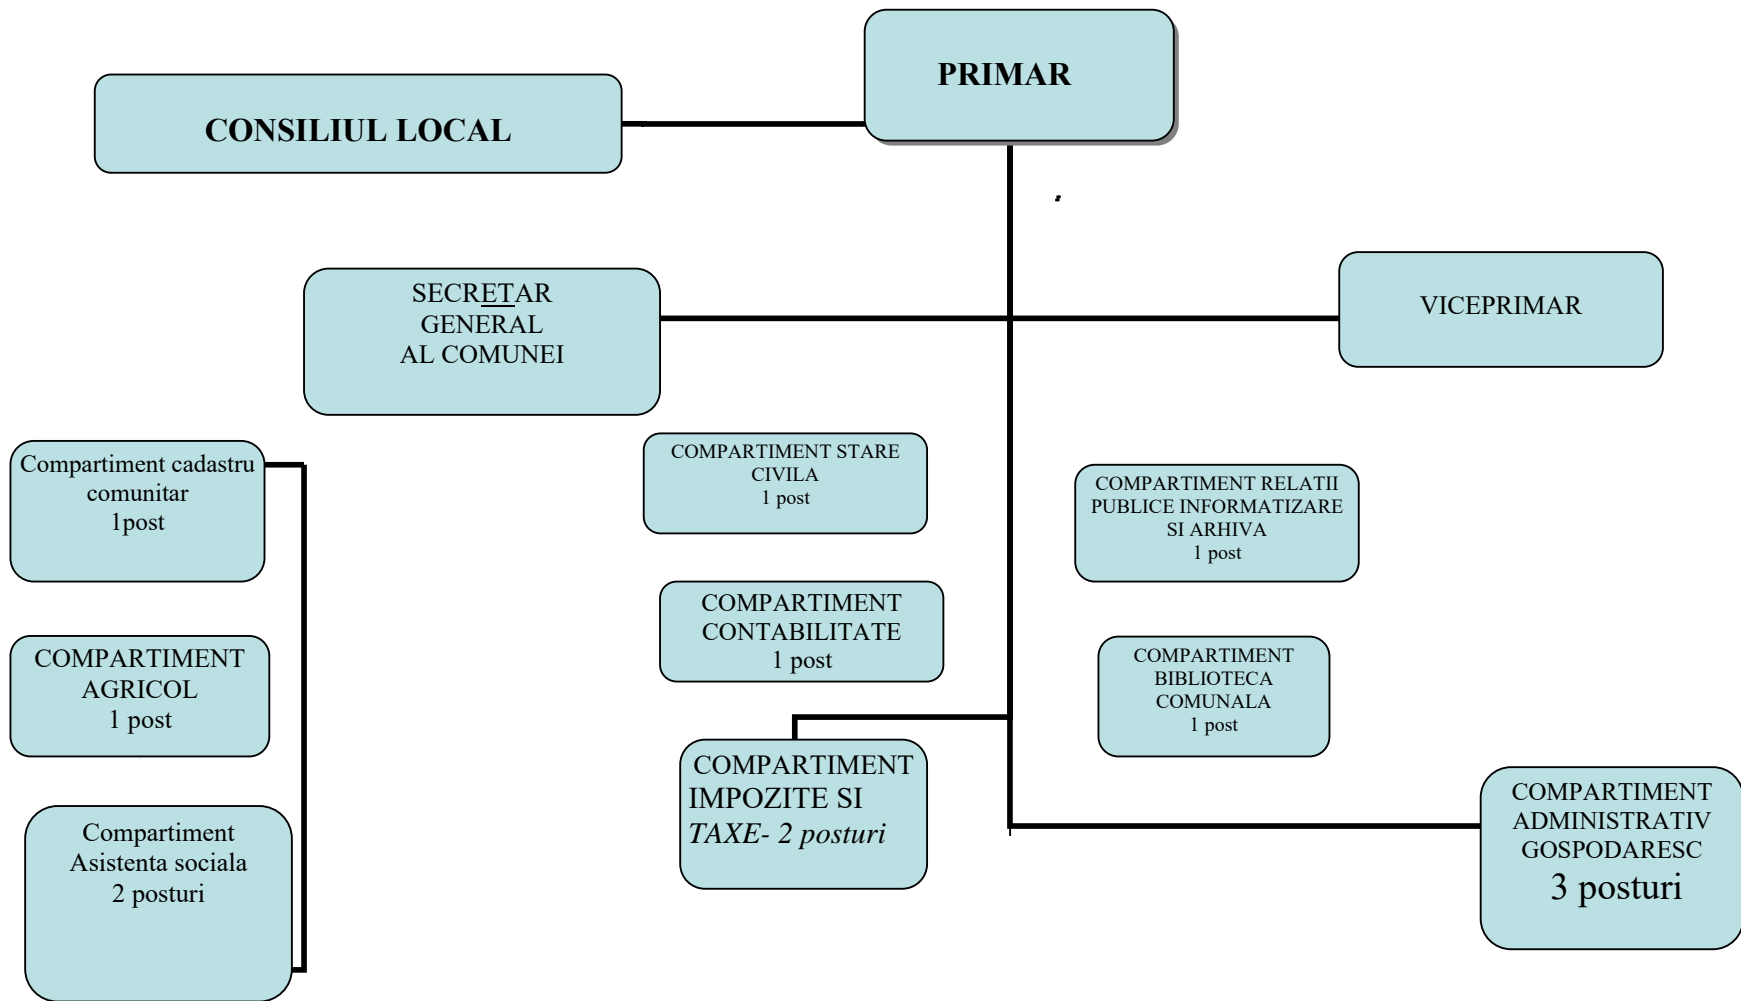 PRIMAR
CONSILIUL LOCAL
SECRETAR
GENERAL
AL COMUNEI
VICEPRIMAR
Compartiment cadastru
comunitar
1post
COMPARTIMENT STARE
CIVILA
1 post
COMPARTIMENT RELATII
PUBLICE INFORMATIZARE
SI ARHIVA
1 post
COMPARTIMENT
CONTABILITATE
1 post
COMPARTIMENT
AGRICOL
1 post
COMPARTIMENT
BIBLIOTECA
COMUNALA
1 post
COMPARTIMENT
IMPOZITE SI
TAXE- 2 posturi
COMPARTIMENT
ADMINISTRATIV
GOSPODARESC
3 posturi
Compartiment
Asistenta sociala
2 posturi